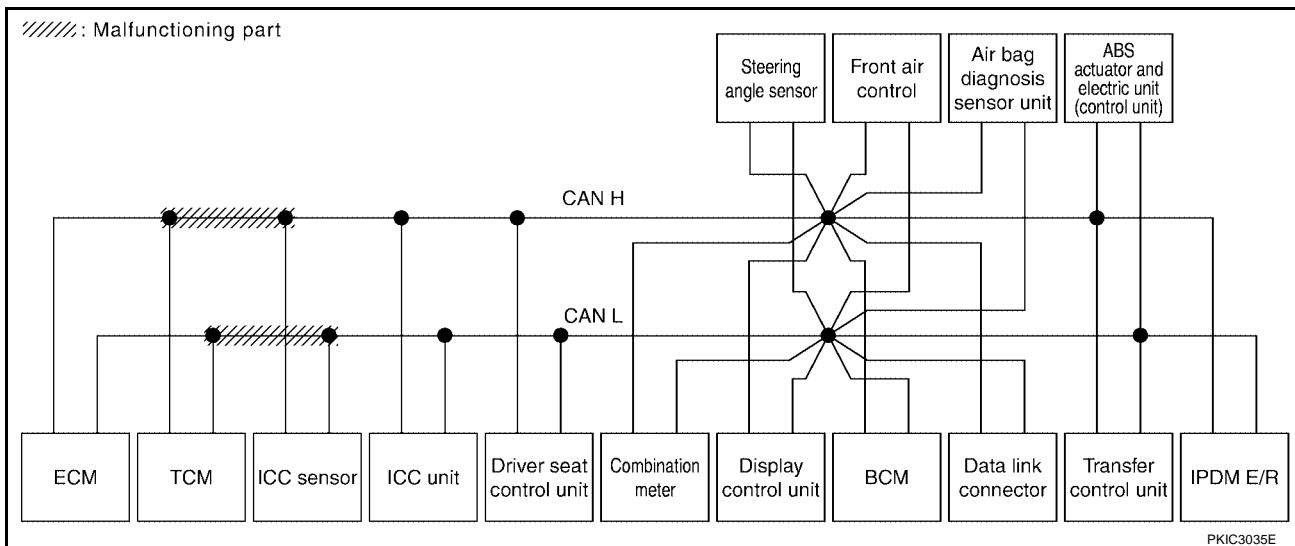 : Malfunctioning part
Steering
angle sensor
Front air
control
Air bag
diagnosis
sensor unit
ABS
actuator and
electric unit
(control unit)
CAN H
CAN L
ECM
TCM
ICC sensor
ICC unit
Driver seat
control unit
Combination
meter
Display
control unit
BCM
Data link
connector
Transfer
control unit
IPDM E/R
PKIC3035E